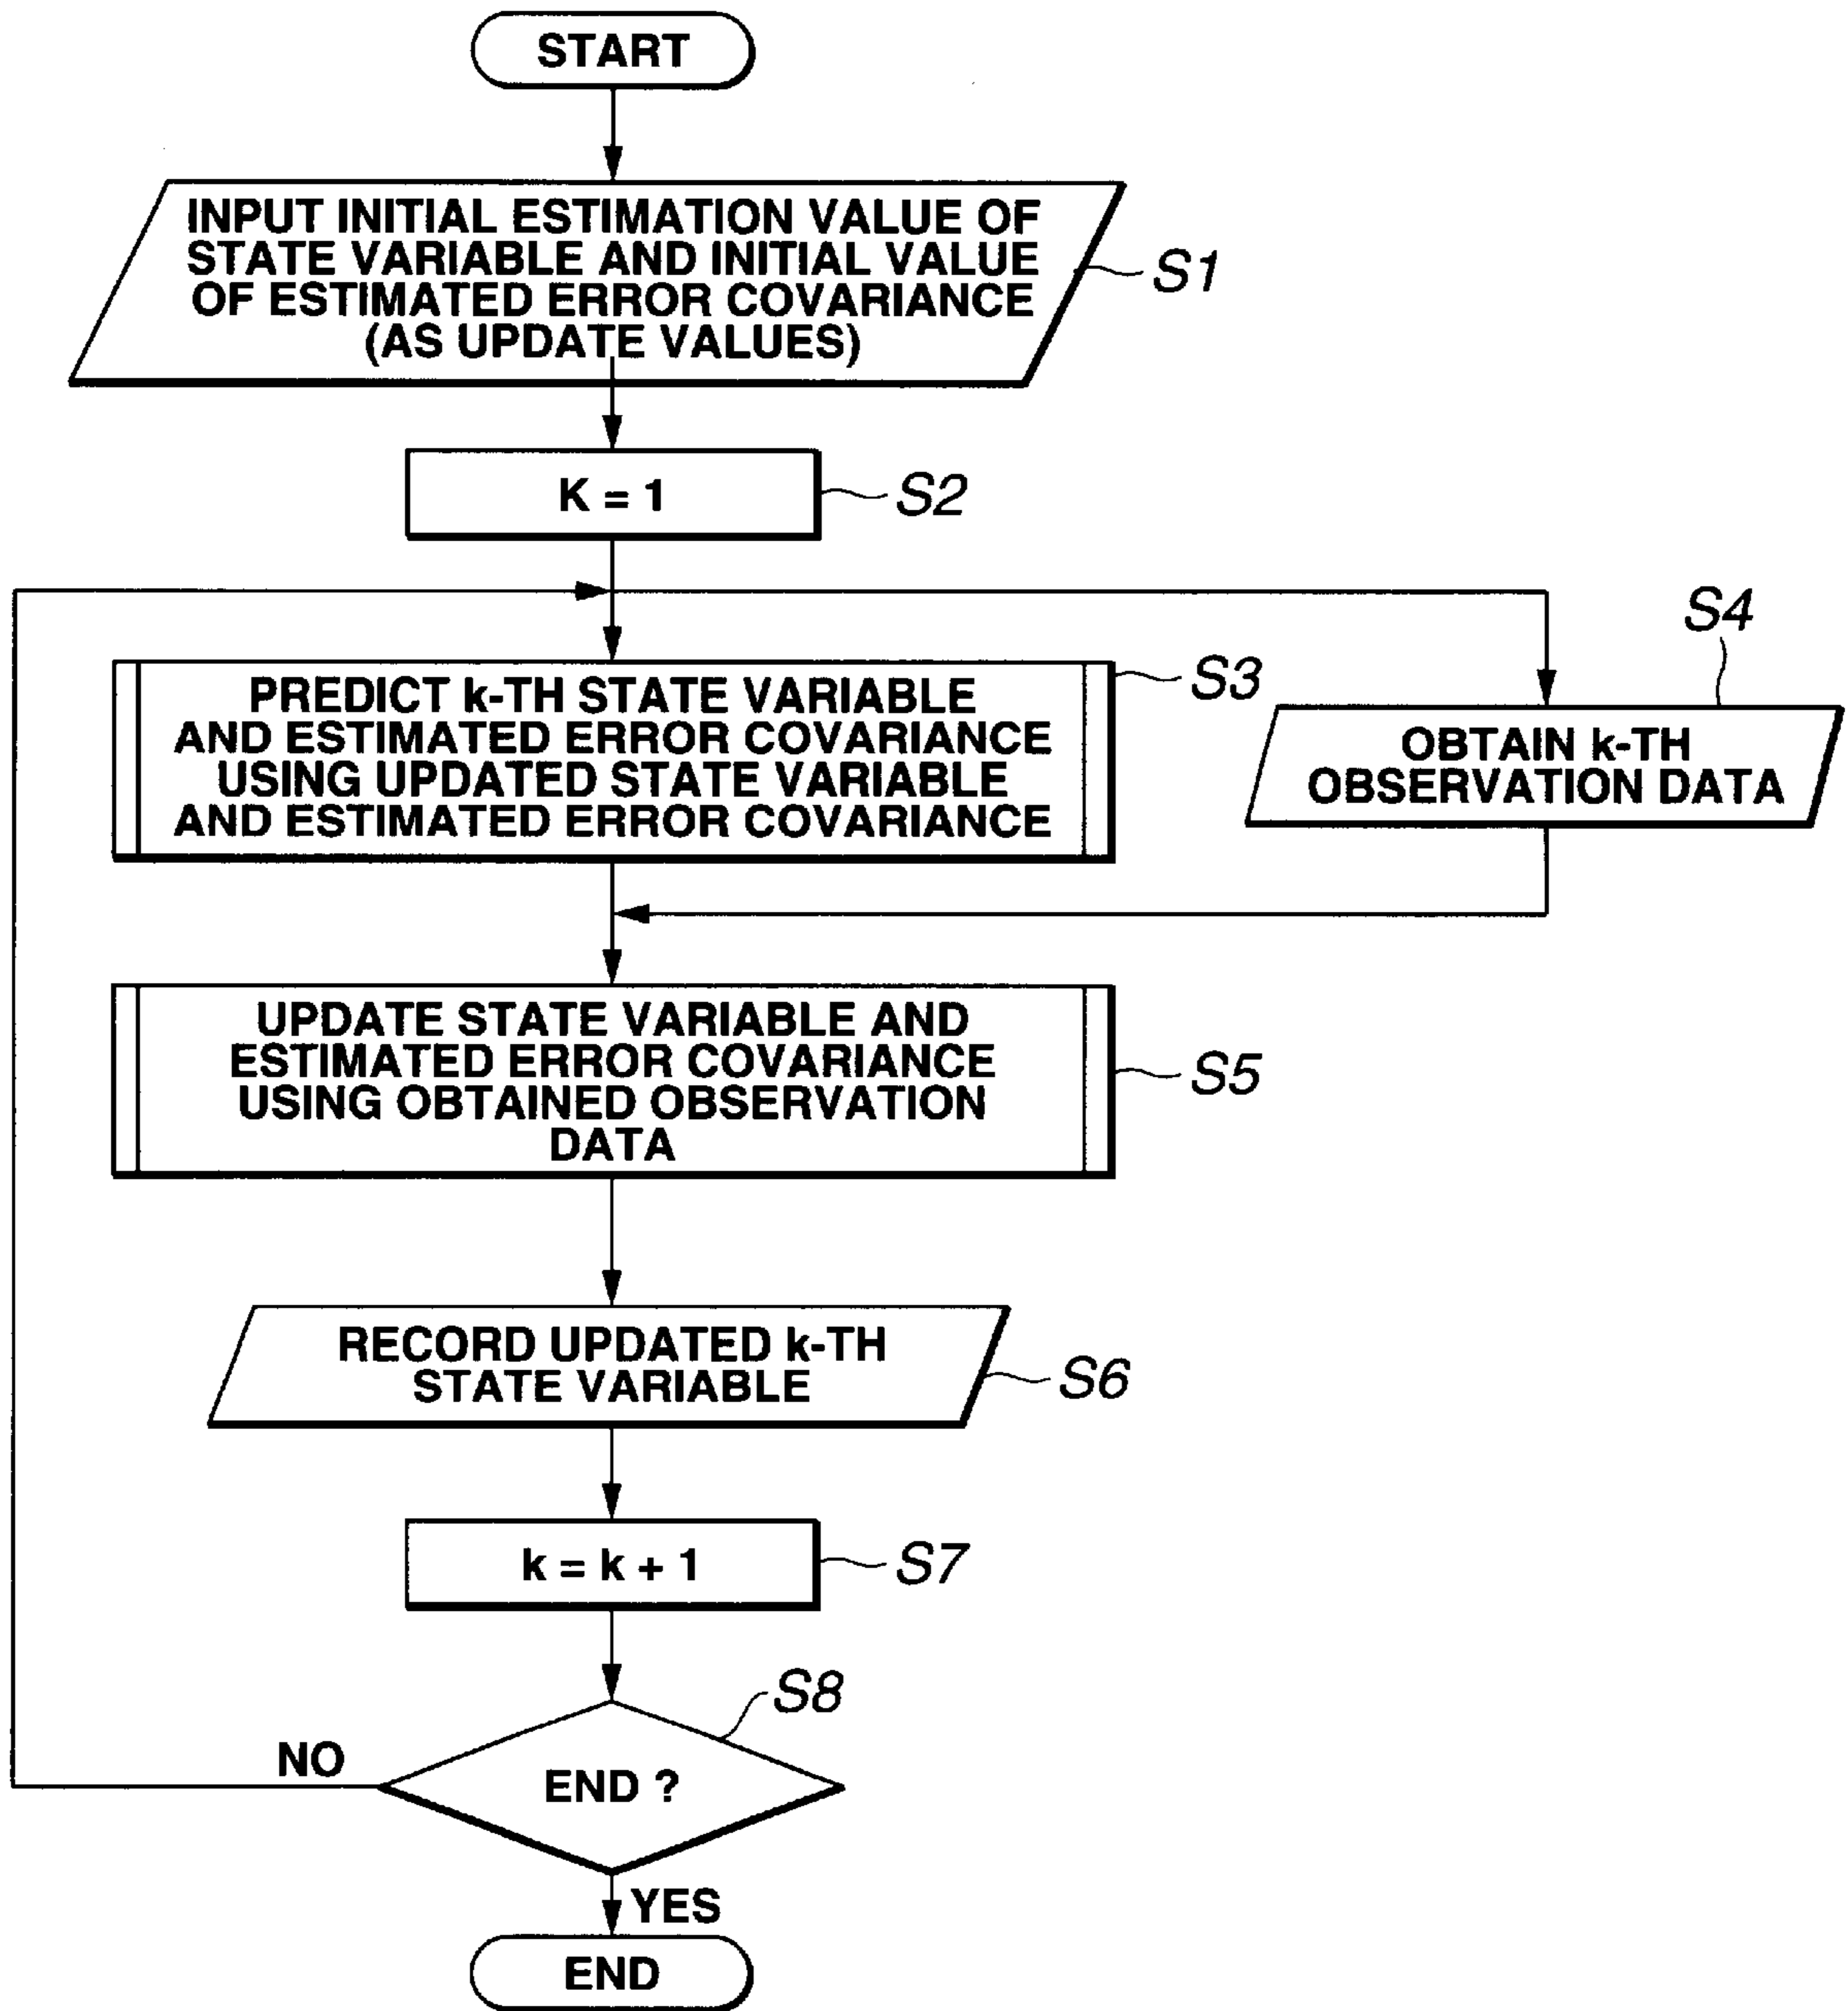 START
INPUT INITIAL ESTIMATION VALUE OF
STATE VARIABLE AND INITIAL VALUE
OF ESTIMATED ERROR COVARIANCE
(AS UPDATE VALUES)
S1
K = 1
S2
S4
PREDICT k-TH STATE VARIABLE
AND ESTIMATED ERROR COVARIANCE
USING UPDATED STATE VARIABLE
AND ESTIMATED ERROR COVARIANCE
S3
OBTAIN k-TH
OBSERVATION DATA
UPDATE STATE VARIABLE AND
ESTIMATED ERROR COVARIANCE
USING OBTAINED OBSERVATION
DATA
S5
RECORD UPDATED k-TH
STATE VARIABLE
S6
k = k + 1
S7
S8
NO
END ?
YES
END